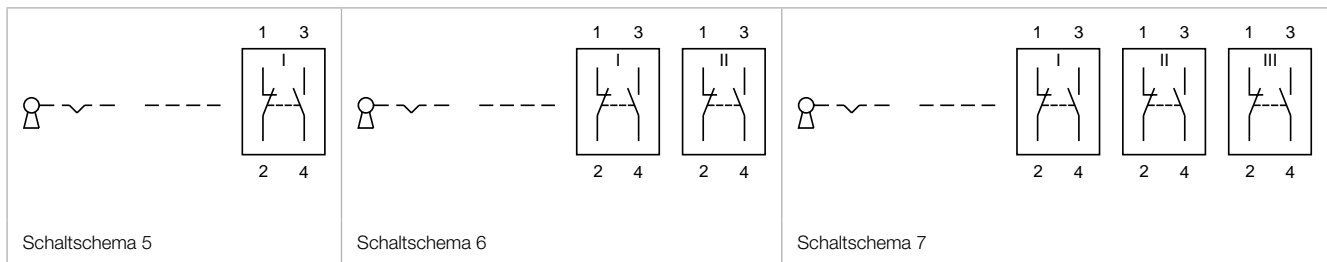 1 3
I
2 4
Schaltschema 5
1 3 1 3
I II
2 4 2 4
Schaltschema 6
1 3 1 3 1 3
I II III
2 4 2 4 2 4
Schaltschema 7